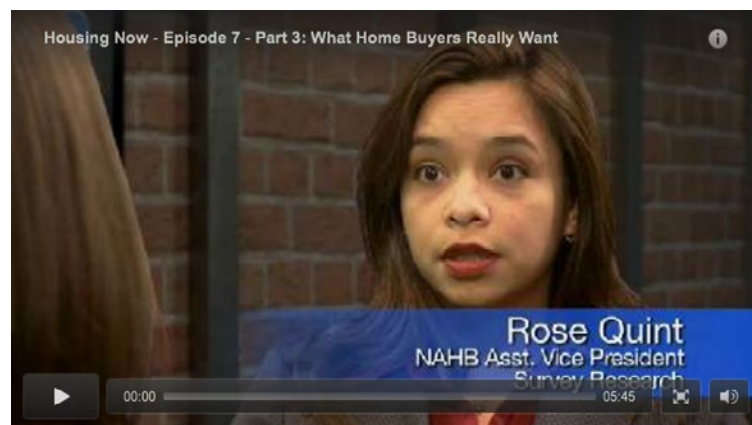 Housing Now - Episode 7 - Part 3: What Home Buyers Really Want
Rose Quint
NAHB Asst. Vice President
Survey Research
00:00
05:45